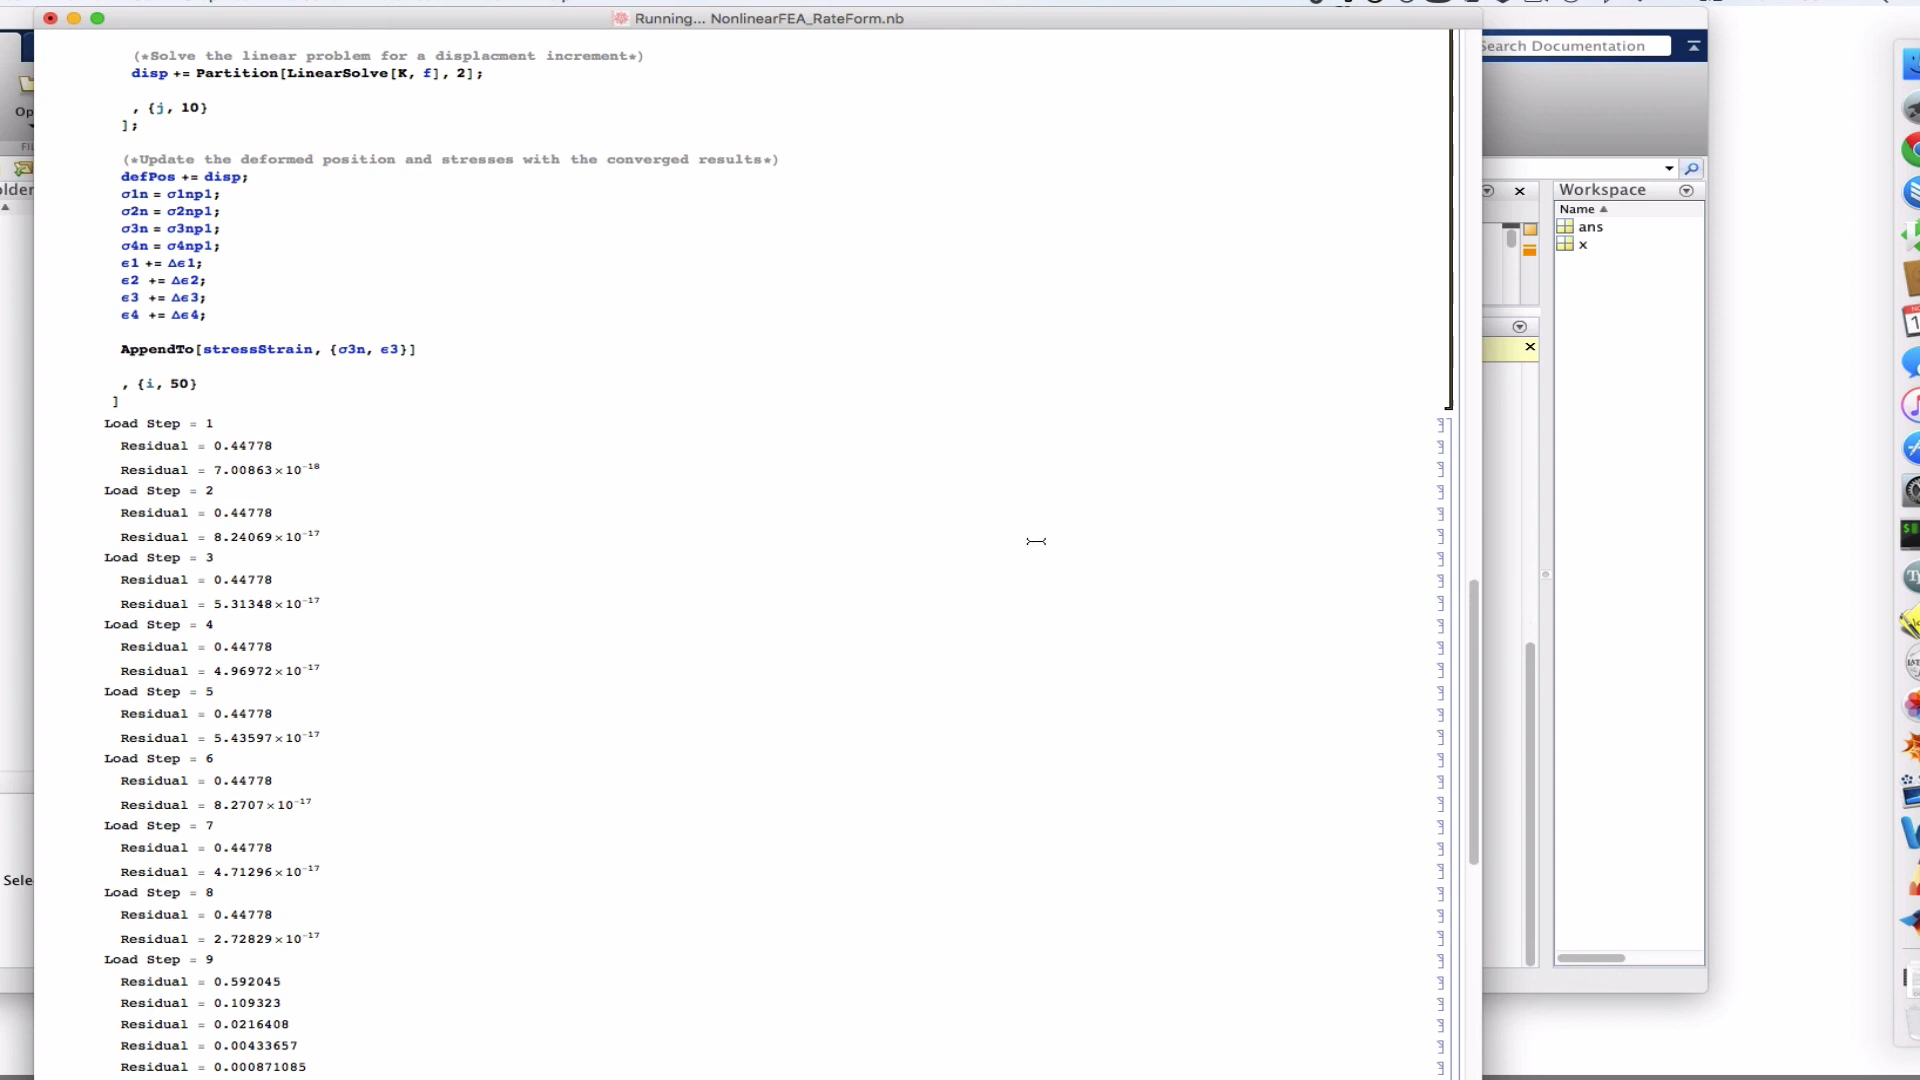 Running... NonlinearFEA_RateForm.nb
(*Solve the linear problem for a displacment increment*)
disp += Partition[LinearSolve[K, f], 2];
, {j, 10}
];
(*Update the deformed position and stresses with the converged results*)
defPos += disp;
σ1n = σ1np1;
σ2n = σ2np1;
σ3n = σ3np1;
σ4n = σ4np1;
ϵ1 += Δϵ1;
ϵ2 += Δϵ2;
ϵ3 += Δϵ3;
ϵ4 += Δϵ4;
AppendTo[stressStrain, {σ3n, ϵ3}]
, {i, 50}
]
Load Step = 1
Residual = 0.44778
Residual = 7.00863×10⁻¹⁸
Load Step = 2
Residual = 0.44778
Residual = 8.24069×10⁻¹⁷
Load Step = 3
Residual = 0.44778
Residual = 5.31348×10⁻¹⁷
Load Step = 4
Residual = 0.44778
Residual = 4.96972×10⁻¹⁷
Load Step = 5
Residual = 0.44778
Residual = 5.43597×10⁻¹⁷
Load Step = 6
Residual = 0.44778
Residual = 8.2707×10⁻¹⁷
Load Step = 7
Residual = 0.44778
Residual = 4.71296×10⁻¹⁷
Load Step = 8
Residual = 0.44778
Residual = 2.72829×10⁻¹⁷
Load Step = 9
Residual = 0.592045
Residual = 0.109323
Residual = 0.0216408
Residual = 0.00433657
Residual = 0.000871085
Search Documentation
Workspace
Name
ans
x
Op
FIL
older
Sele